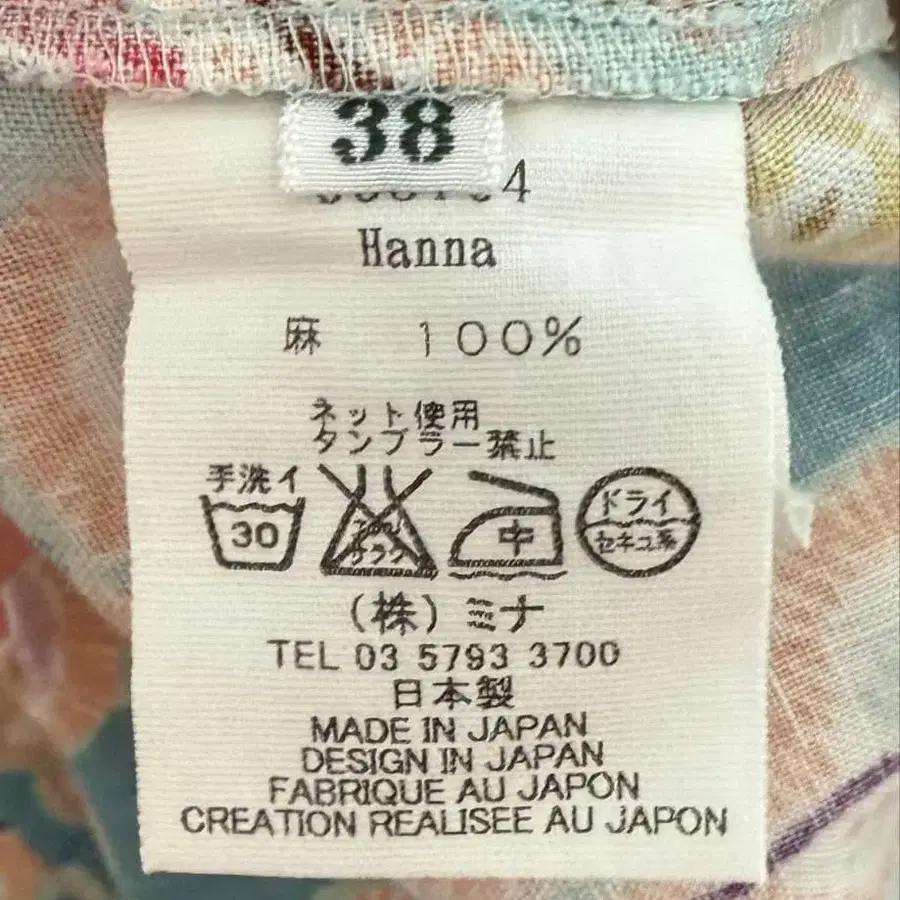 38
4
Hanna
麻 100%
ネット使用
タンブラー禁止
手洗イ
30
中
ドライ
セキユ系
(株)ミナ
TEL 03 5793 3700
日本製
MADE IN JAPAN
DESIGN IN JAPAN
FABRIQUE AU JAPON
CREATION REALISEE AU JAPON